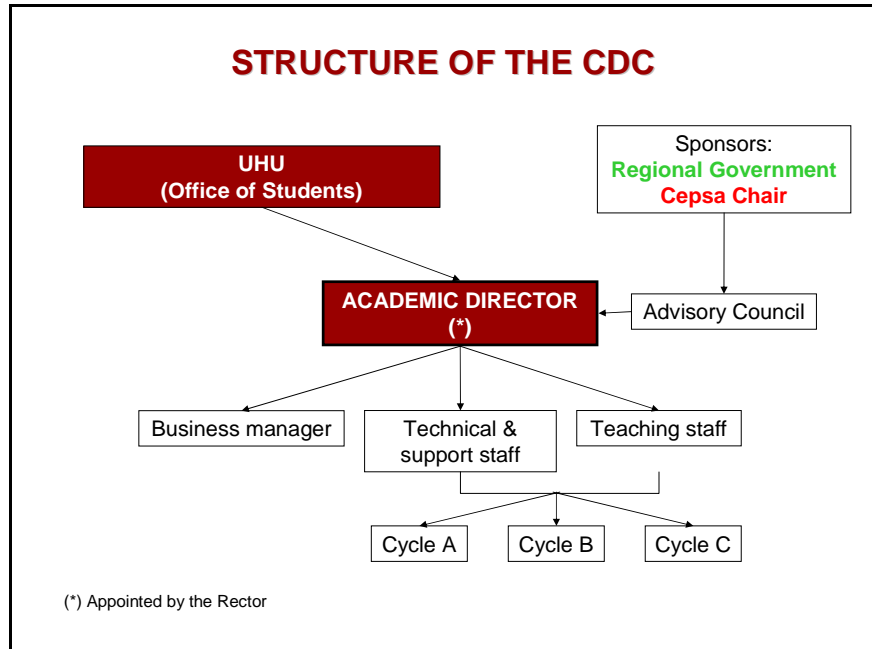 STRUCTURE OF THE CDC
UHU
(Office of Students)
Sponsors:
Regional Government
Cepsa Chair
ACADEMIC DIRECTOR
(*)
Advisory Council
Business manager
Technical &
support staff
Teaching staff
Cycle A
Cycle B
Cycle C
(*) Appointed by the Rector